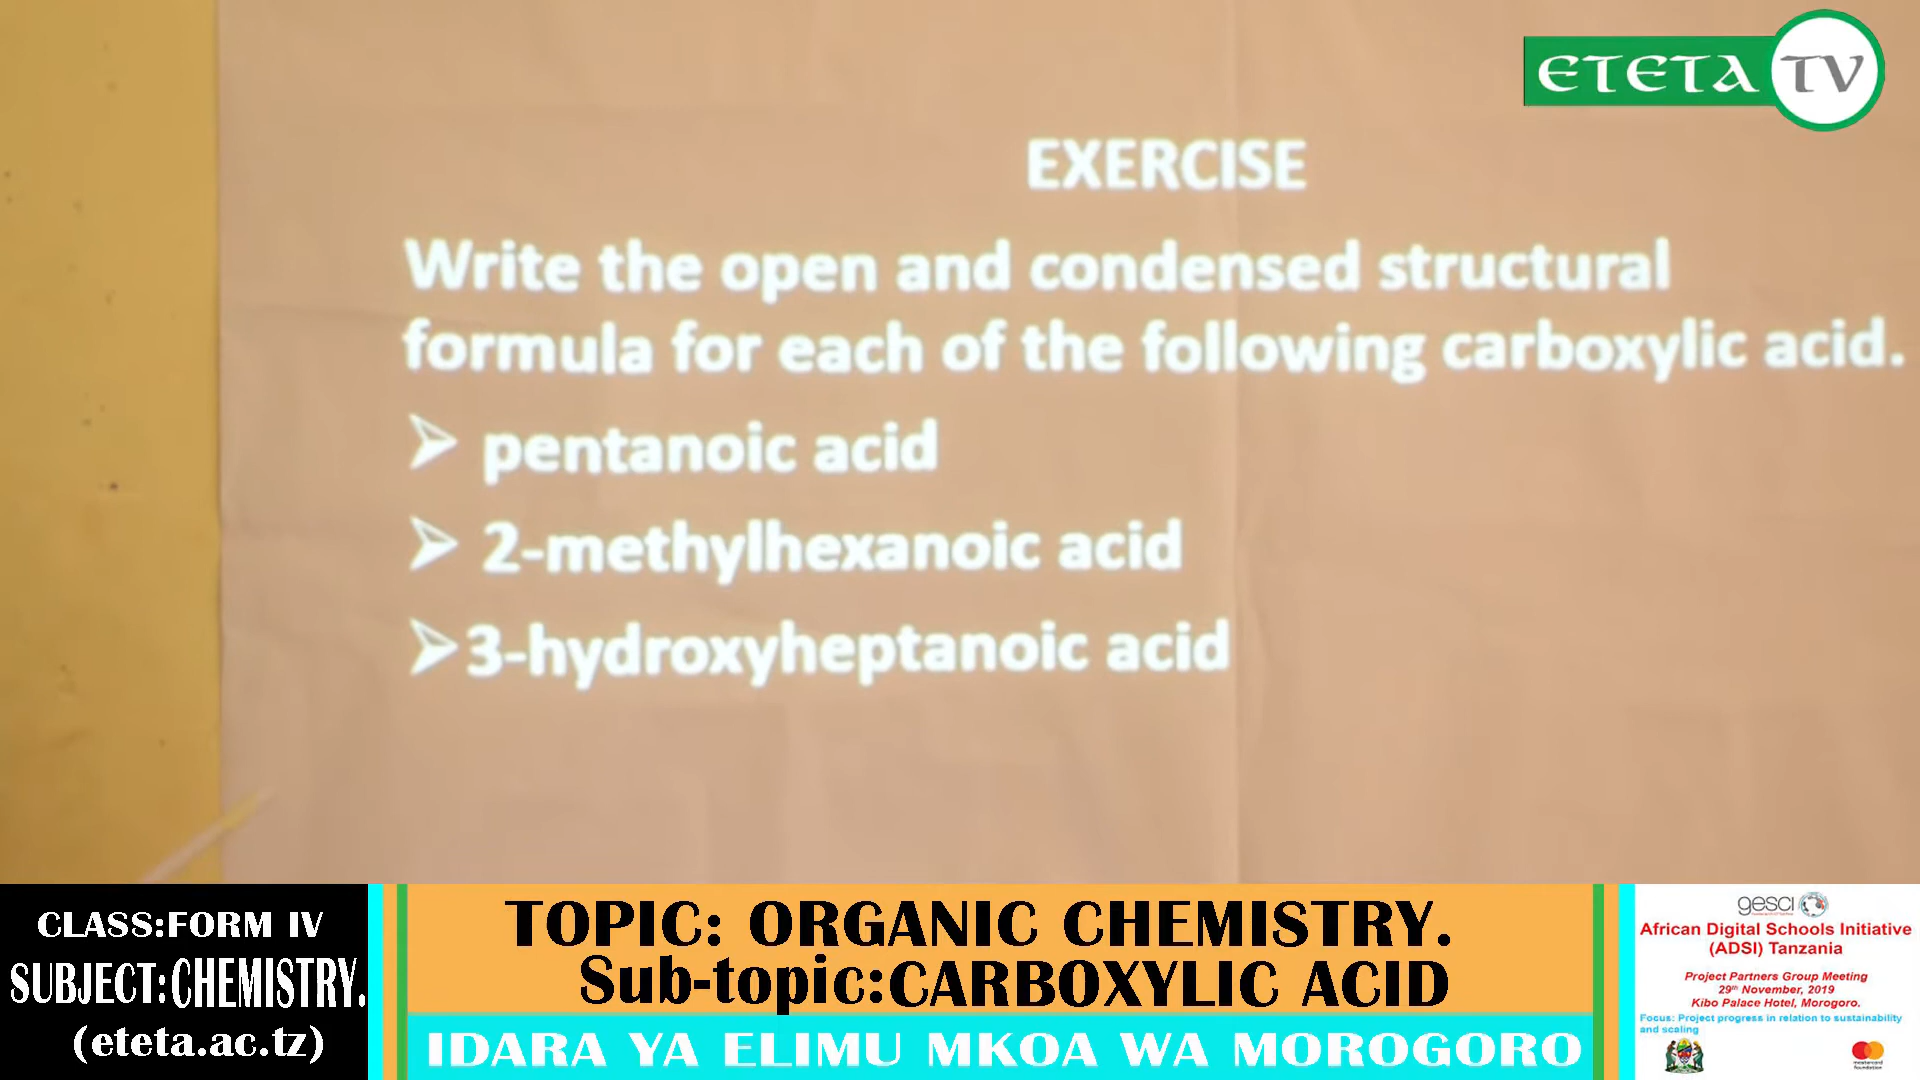 ETETA TV
EXERCISE
Write the open and condensed structural
formula for each of the following carboxylic acid.
➢ pentanoic acid
➢ 2-methylhexanoic acid
➢3-hydroxyheptanoic acid
CLASS:FORM IV
SUBJECT:CHEMISTRY.
(eteta.ac.tz)
TOPIC: ORGANIC CHEMISTRY.
Sub-topic:CARBOXYLIC ACID
IDARA YA ELIMU MKOA WA MOROGORO
gesci
African Digital Schools Initiative
(ADSI) Tanzania
Project Partners Group Meeting
29th November, 2019
Kibo Palace Hotel, Morogoro.
Focus: Project progress in relation to sustainability
and scaling
mastercard
foundation